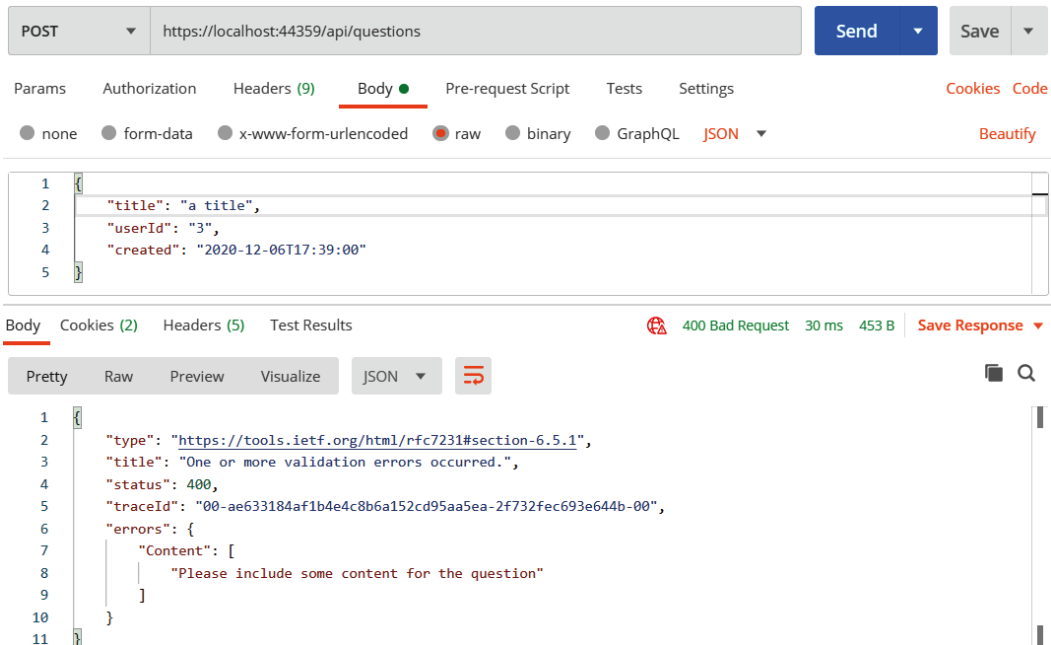 POST https://localhost:44359/api/questions Send Save
Params Authorization Headers (9) Body Pre-request Script Tests Settings Cookies Code
none form-data x-www-form-urlencoded raw binary GraphQL JSON Beautify
1 {
2 "title": "a title",
3 "userId": "3",
4 "created": "2020-12-06T17:39:00"
5 }
Body Cookies (2) Headers (5) Test Results 400 Bad Request 30 ms 453 B Save Response
Pretty Raw Preview Visualize JSON
1 {
2 "type": "https://tools.ietf.org/html/rfc7231#section-6.5.1",
3 "title": "One or more validation errors occurred.",
4 "status": 400,
5 "traceId": "00-ae633184af1b4e4c8b6a152cd95aa5ea-2f732fec693e644b-00",
6 "errors": {
7 "Content": [
8 "Please include some content for the question"
9 ]
10 }
11 }